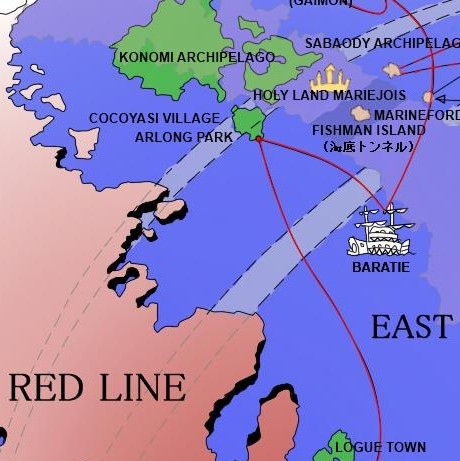 (GAIMON)
SABAODY ARCHIPELAG
KONOMI ARCHIPELAGO
HOLY LAND MARIEJOIS
MARINEFORD
COCOYASI VILLAGE
ARLONG PARK
FISHMAN ISLAND
(海底トンネル)
BARATIE
EAST
RED LINE
LOGUE TOWN